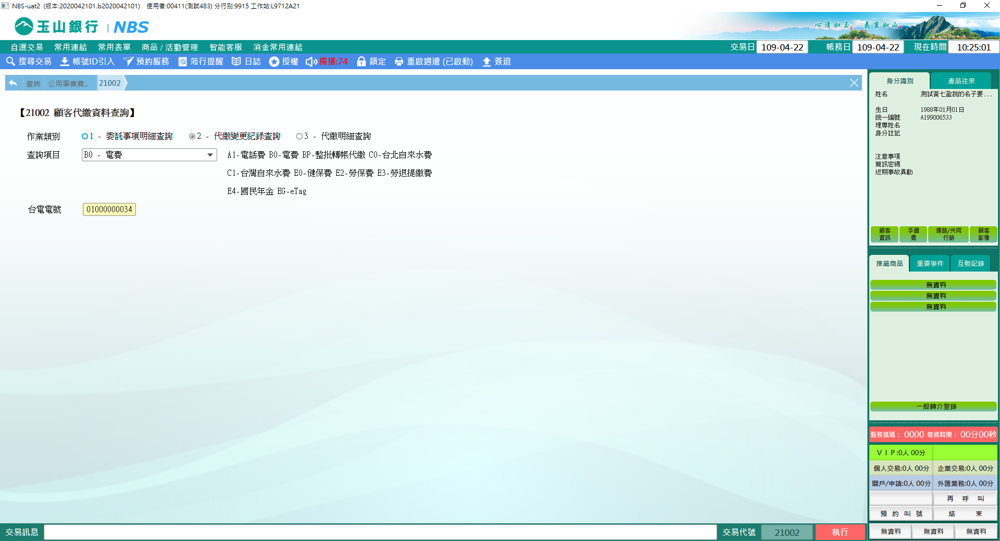 NBS-uat2 (版本:2020042101.b2020042101) 使用者:00411(測試483) 分行別:9915 工作站:L9712A21
玉山銀行 | NBS
心清如玉。 義重如山。
自選交易 常用連結 常用表單 商品 / 活動管理 智能客服 消金常用連結 交易日 109-04-22 帳務日 109-04-22 現在時間 10:25:01
搜尋交易 帳號ID引入 預約服務 蒞行提醒 日誌 授權 廣播:74 鎖定 重啟週邊 (已啟動) 簽退
查詢 公用事業費.. 21002
【21002 顧客代繳資料查詢】
作業類別 1 - 委託事項明細查詢 2 - 代繳變更紀錄查詢 3 - 代繳明細查詢
查詢項目 B0 - 電費 A1-電話費 B0-電費 BP-整批轉帳代繳 C0-台北自來水費
C1-台灣自來水費 E0-健保費 E2-勞保費 E3-勞退提繳費
E4-國民年金 EG-eTag
台電電號 01000000034
身分識別 產品往來
姓名 測試黃七盈我的名子要...
生日 1988年01月01日
統一編號 A199006533
理專姓名
身分註記
注意事項
簡訊密碼
近期事故異動
顧客資訊 手續費 通路/共同行銷 顧客影像
推薦商品 重要事件 互動記錄
無資料
無資料
無資料
一般轉介登錄
服務號碼： 0000 等候時間： 00分00秒
ＶＩＰ:0人 00分
個人交易:0人 00分 企業交易:0人 00分
開戶/申請:0人 00分 外匯業務:0人 00分
再 呼 叫
預 約 叫 號 結 束
無資料 無資料 無資料
交易訊息 交易代號 21002 執行